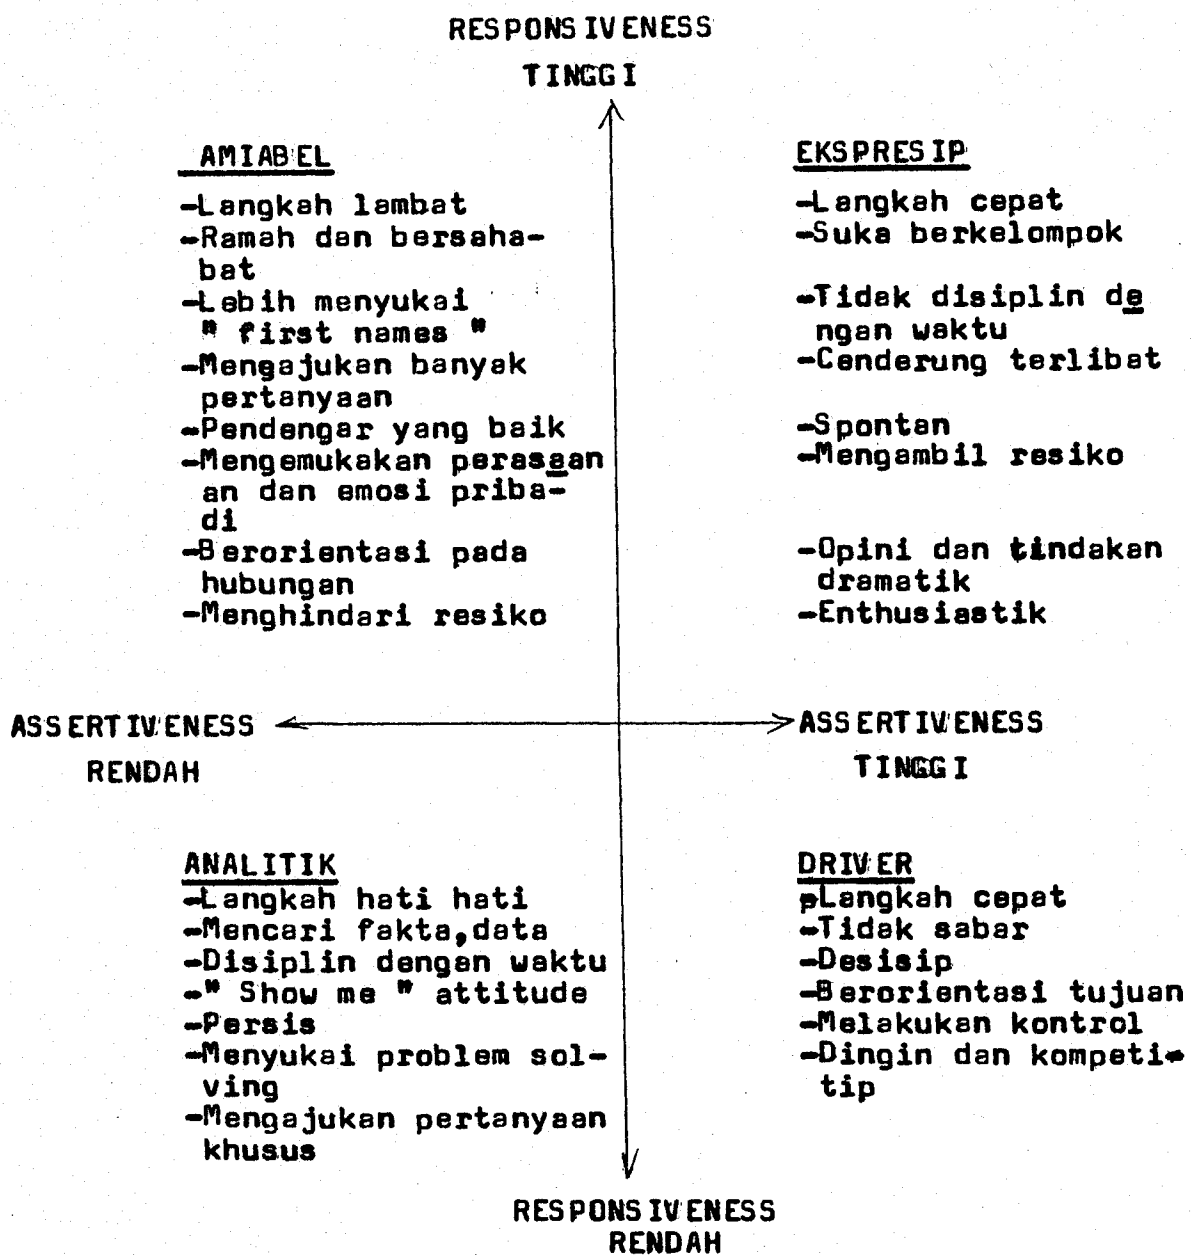 RESPONSIVENESS
TINGGI
AMIABEL
-Langkah lambat
-Ramah dan bersaha-
bat
-Lebih menyukai
" first names "
-Mengajukan banyak
pertanyaan
-Pendengar yang baik
-Mengemukakan perasaan
an dan emosi priba-
di
-Berorientasi pada
hubungan
-Menghindari resiko
EKSPRESIP
-Langkah cepat
-Suka berkelompok
-Tidak disiplin de
ngan waktu
-Cenderung terlibat
-Spontan
-Mengambil resiko
-Opini dan tindakan
dramatik
-Enthusiastik
ASSERTIVENESS
RENDAH
ASSERTIVENESS
TINGGI
ANALITIK
-Langkah hati hati
-Mencari fakta,data
-Disiplin dengan waktu
-" Show me " attitude
-Persis
-Menyukai problem sol-
ving
-Mengajukan pertanyaan
khusus
DRIVER
-Langkah cepat
-Tidak sabar
-Desisip
-Berorientasi tujuan
-Melakukan kontrol
-Dingin dan kompeti-
tip
RESPONSIVENESS
RENDAH